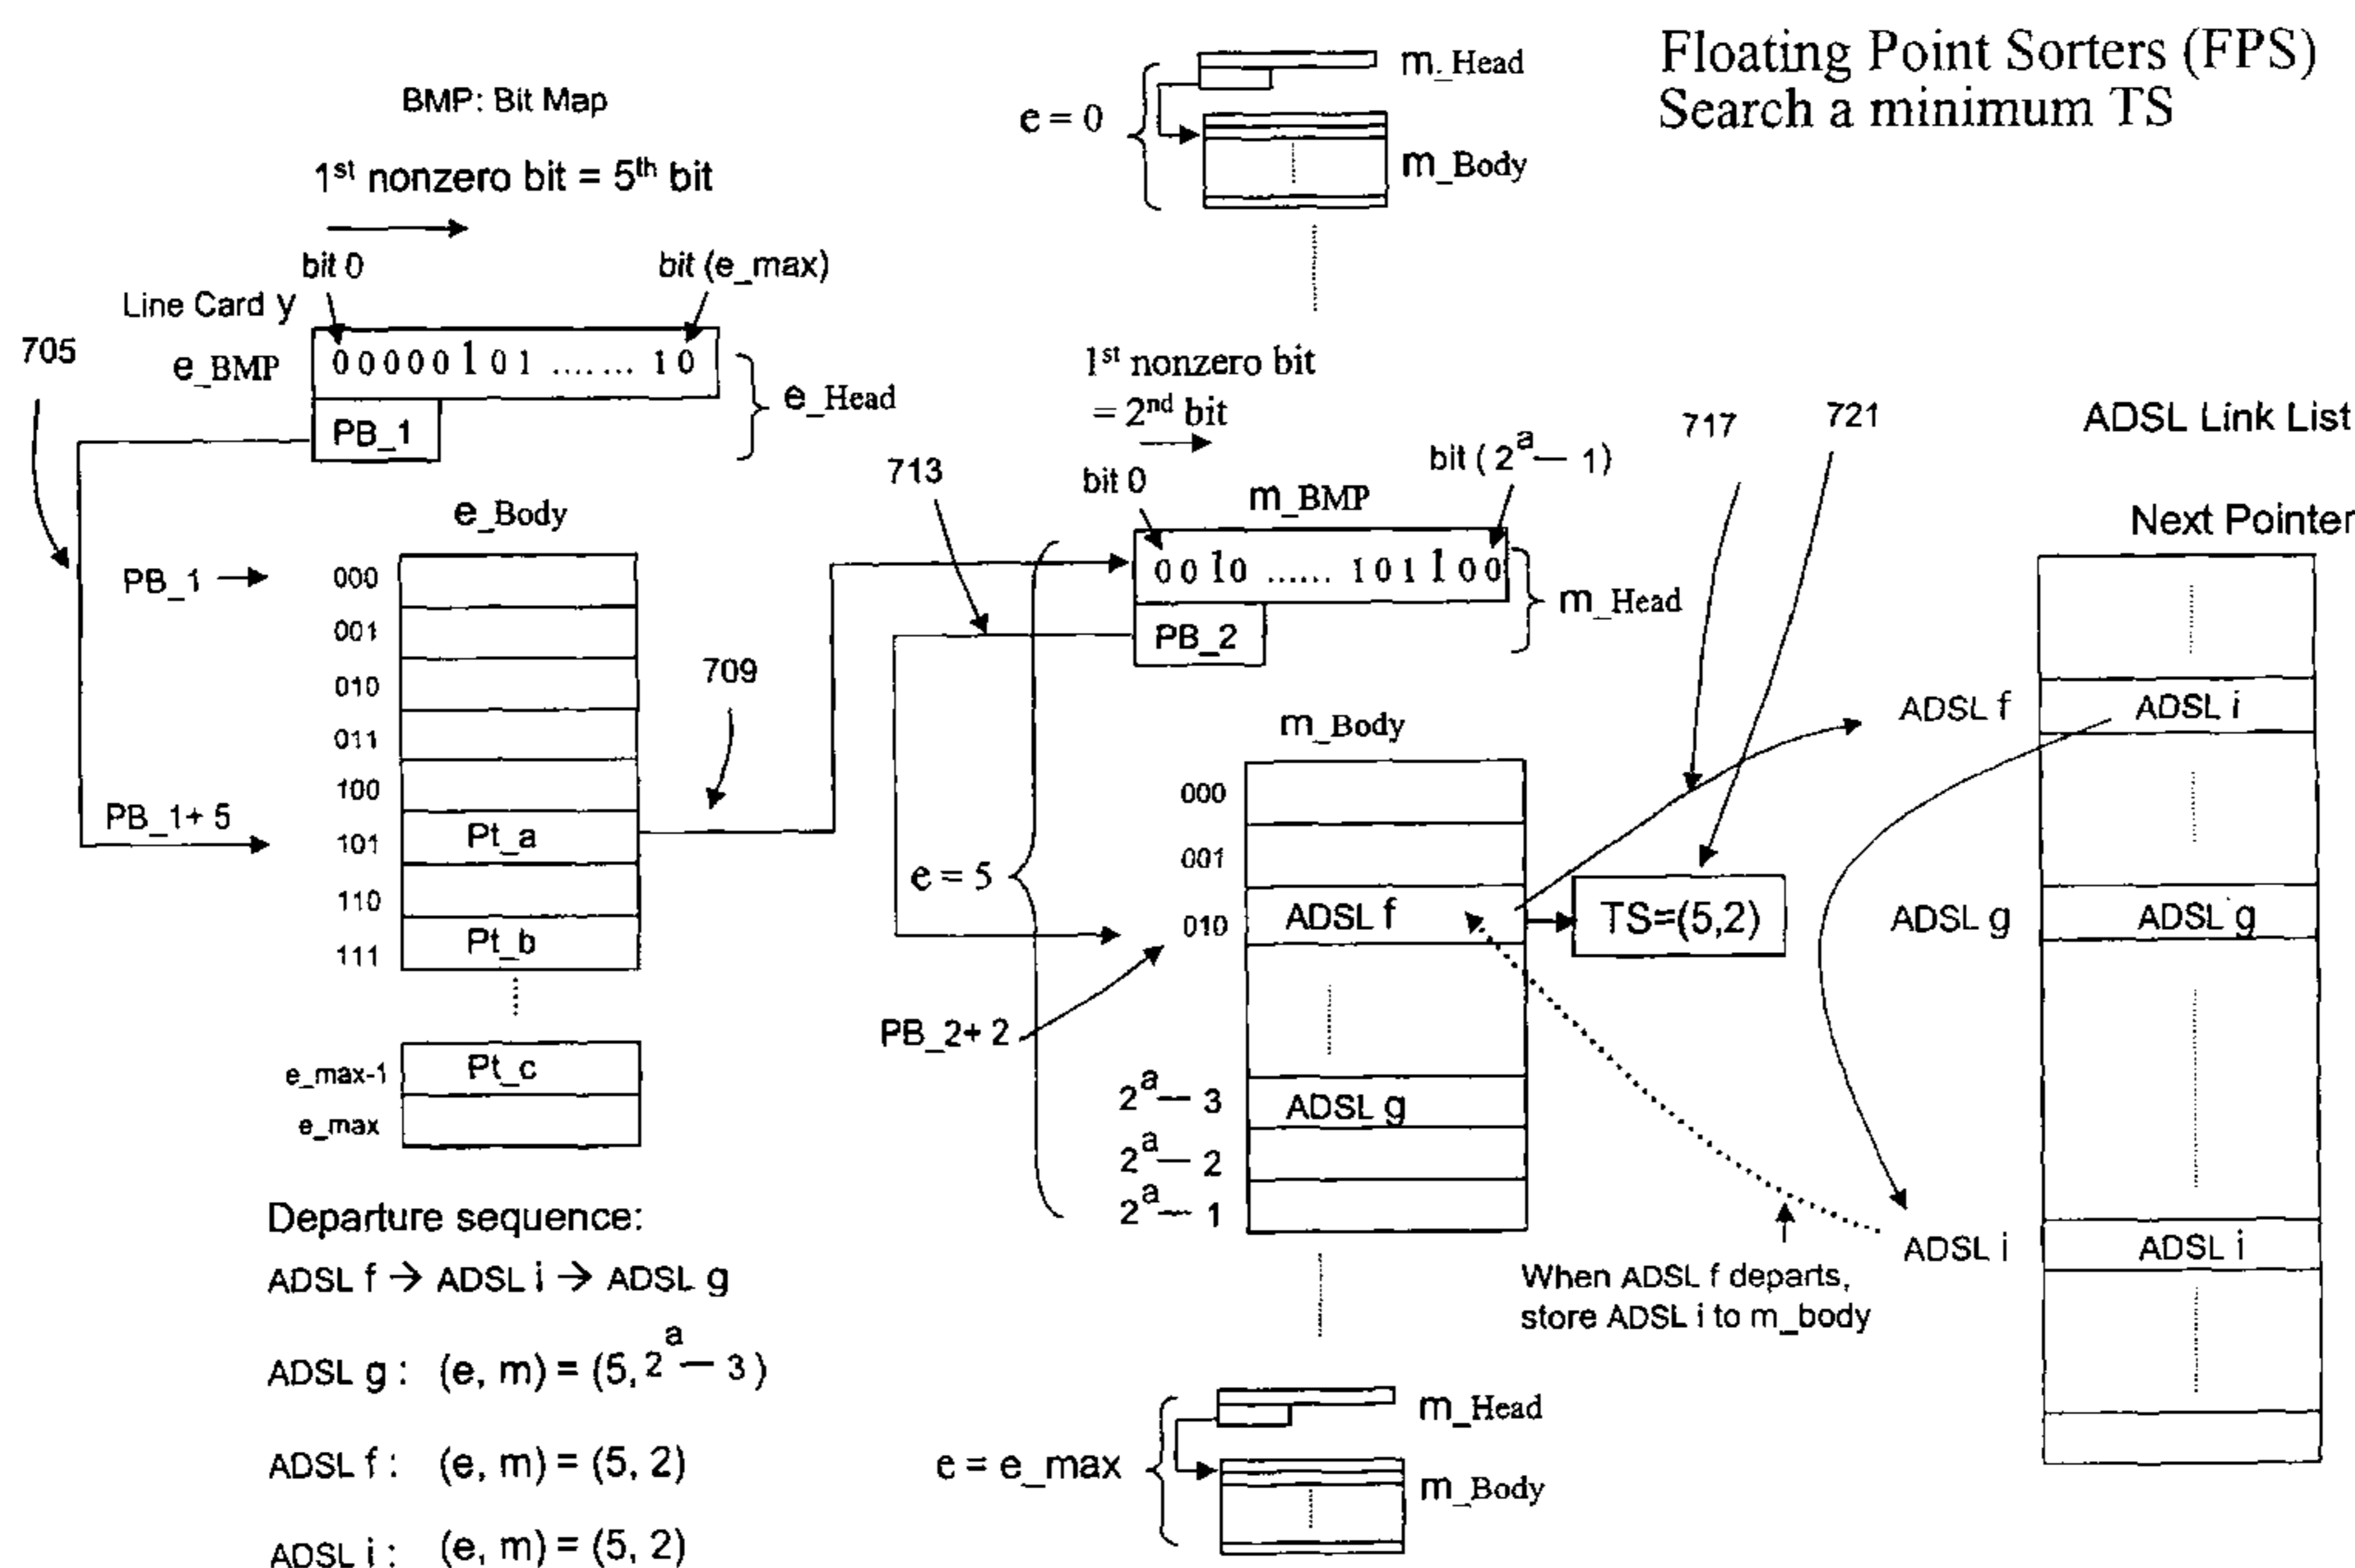 Floating Point Sorters (FPS)
Search a minimum TS
BMP: Bit Map
1st nonzero bit = 5th bit
bit 0
bit (e_max)
Line Card y
705
e_BMP
0 0 0 0 0 1 0 1 ....... 1 0
e_Head
PB_1
e_Body
PB_1
000
001
010
011
100
PB_1+ 5
101 Pt_a
110
111 Pt_b
e_max-1 Pt_c
e_max
709
Departure sequence:
ADSL f → ADSL i → ADSL g
ADSL g : (e, m) = (5, 2a— 3)
ADSL f : (e, m) = (5, 2)
ADSL i : (e, m) = (5, 2)
m_Head
e = 0
m_Body
1st nonzero bit
= 2nd bit
713
bit 0
bit ( 2a— 1)
m_BMP
0 0 1 0 ...... 1 0 1 1 0 0
m_Head
PB_2
m_Body
000
001
e = 5
010 ADSL f
TS=(5,2)
PB_2+ 2
2a— 3 ADSL g
2a— 2
2a— 1
717
721
When ADSL f departs,
store ADSL i to m_body
m_Head
e = e_max
m_Body
ADSL Link List
Next Pointer
ADSL f ADSL i
ADSL g ADSL g
ADSL i ADSL i